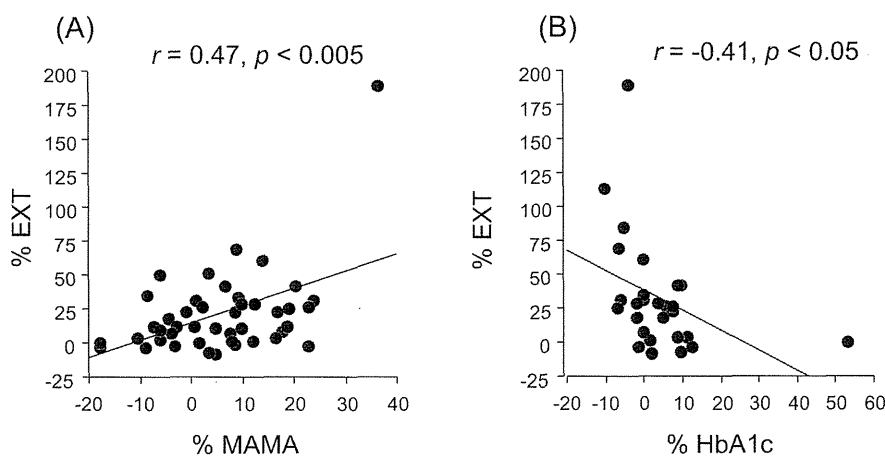 (A)
r = 0.47, p < 0.005
200
175
150
125
100
75
50
25
0
-25
% EXT
-20 -10 0 10 20 30 40
% MAMA
(B)
r = -0.41, p < 0.05
200
175
150
125
100
75
50
25
0
-25
% EXT
-20 -10 0 10 20 30 40 50 60
% HbA1c